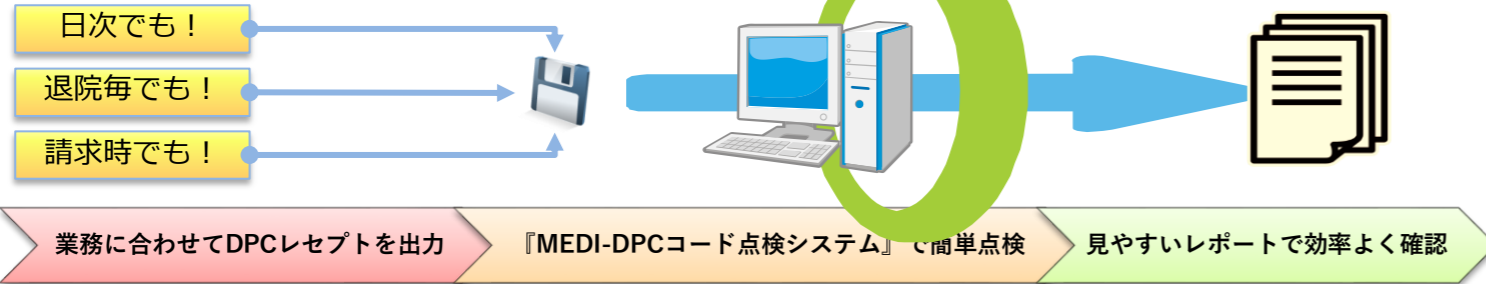 日次でも!
退院毎でも!
請求時でも!
業務に合わせてDPCレセプトを出力
『MEDI-DPCコード点検システム』で簡単点検
見やすいレポートで効率よく確認